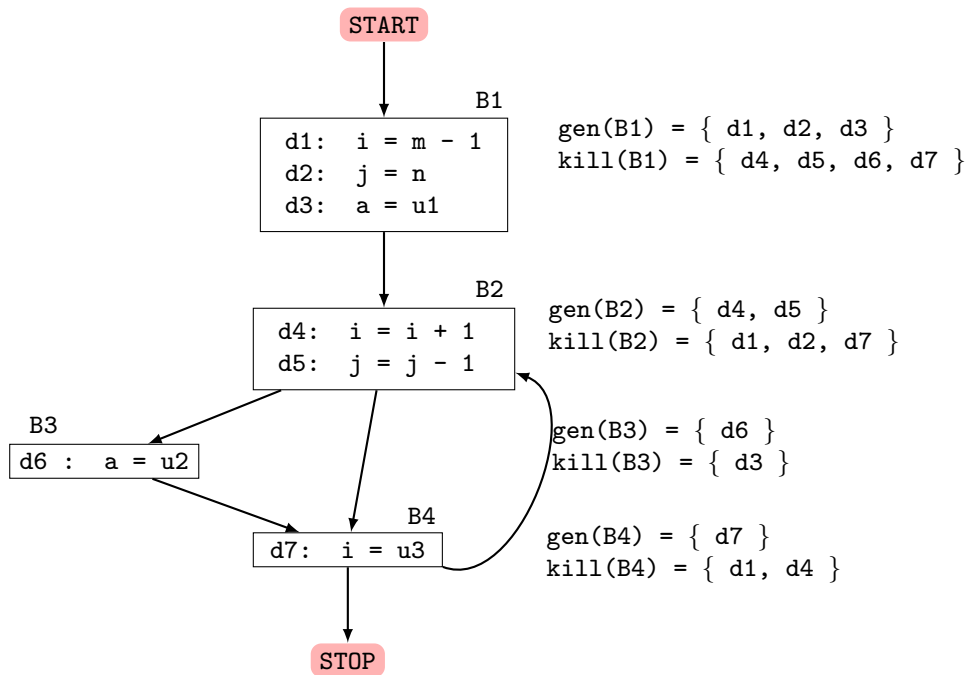 START
B1
d1: i = m - 1
d2: j = n
d3: a = u1
gen(B1) = { d1, d2, d3 }
kill(B1) = { d4, d5, d6, d7 }
B2
d4: i = i + 1
d5: j = j - 1
gen(B2) = { d4, d5 }
kill(B2) = { d1, d2, d7 }
B3
d6 : a = u2
gen(B3) = { d6 }
kill(B3) = { d3 }
B4
d7: i = u3
gen(B4) = { d7 }
kill(B4) = { d1, d4 }
STOP